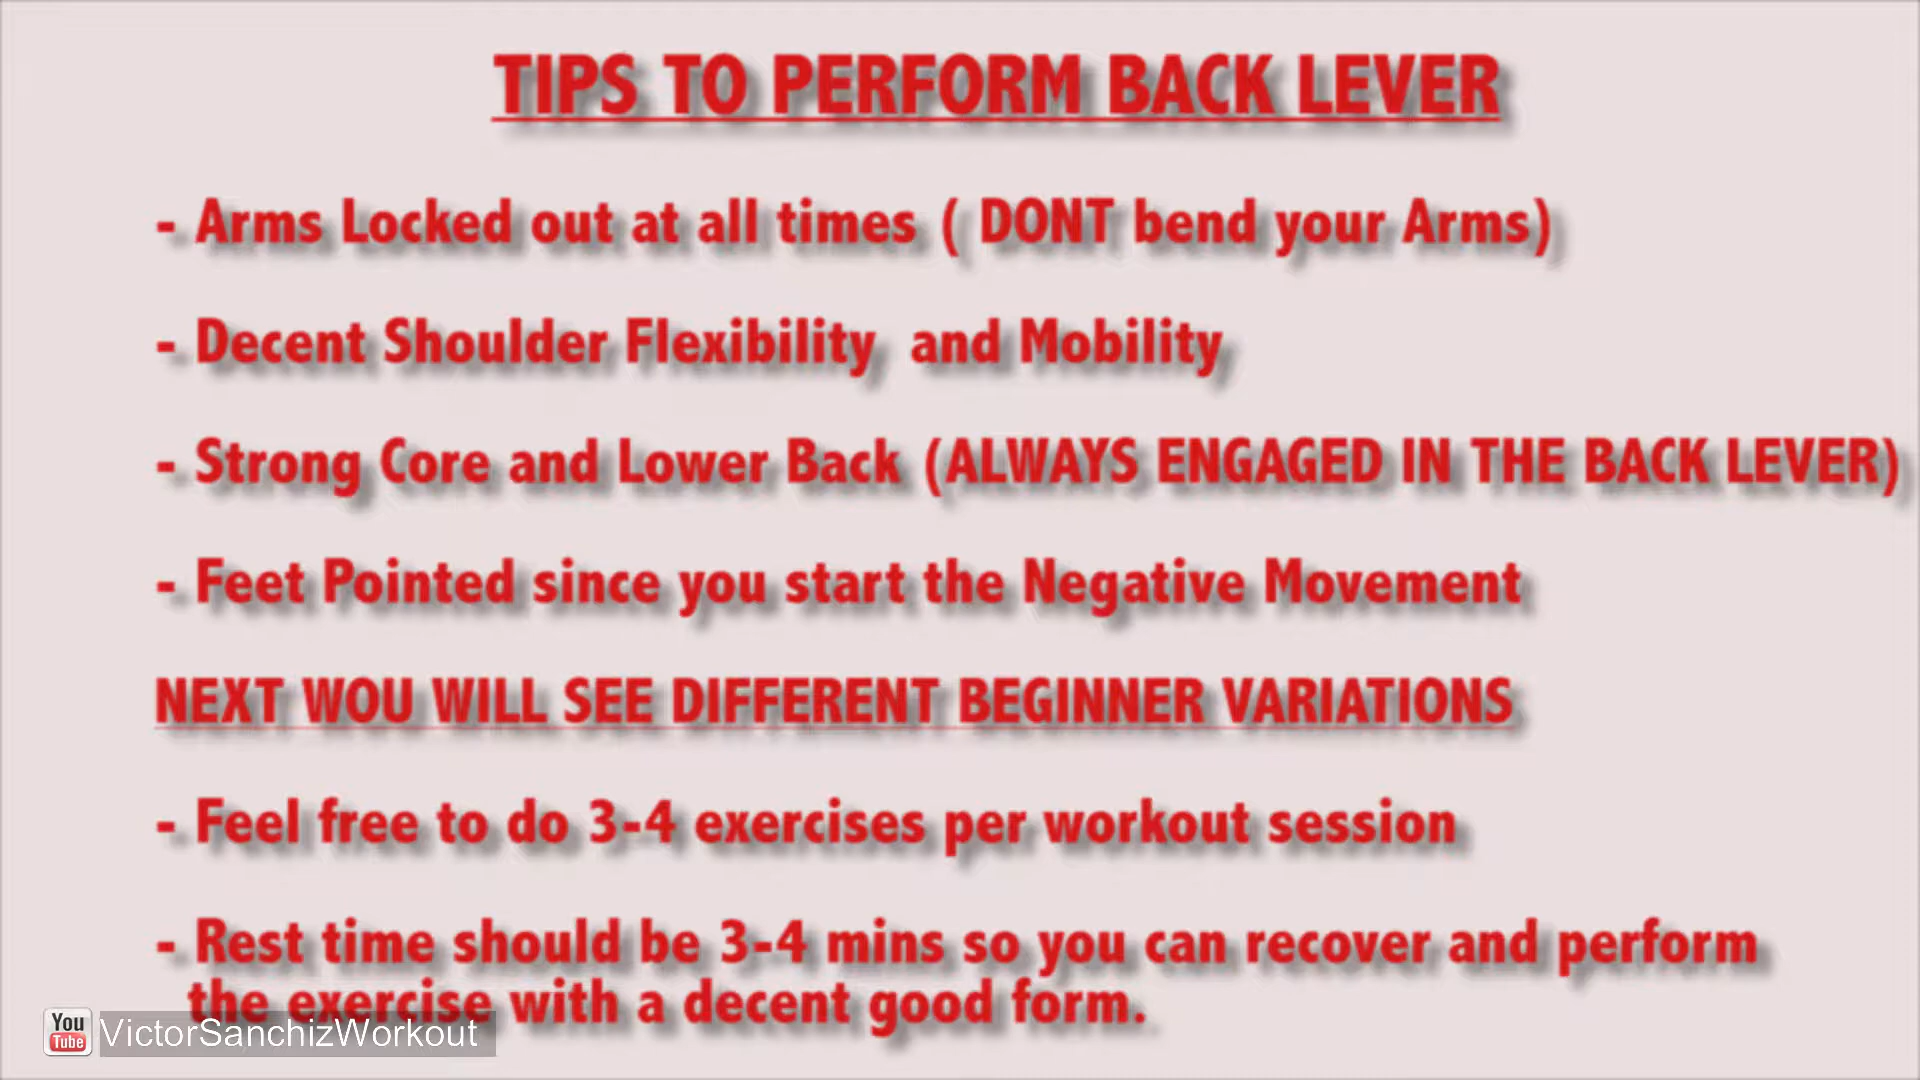 TIPS TO PERFORM BACK LEVER
- Arms Locked out at all times ( DONT bend your Arms)
- Decent Shoulder Flexibility and Mobility
- Strong Core and Lower Back (ALWAYS ENGAGED IN THE BACK LEVER)
- Feet Pointed since you start the Negative Movement
NEXT WOU WILL SEE DIFFERENT BEGINNER VARIATIONS
- Feel free to do 3-4 exercises per workout session
- Rest time should be 3-4 mins so you can recover and perform
the exercise with a decent good form.
You Tube VictorSanchizWorkout